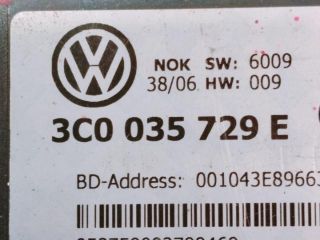 NOK SW: 6009
38/06 HW: 009
3C0 035 729 E
BD-Address: 001043E8966